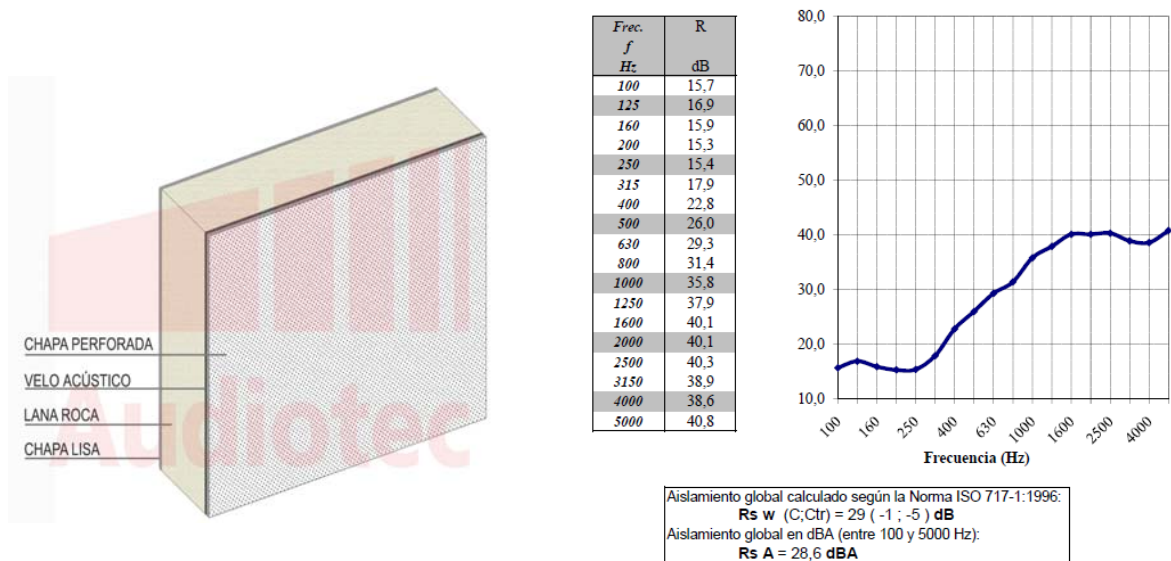 CHAPA PERFORADA
VELO ACÚSTICO
LANA ROCA
CHAPA LISA
Audiotec
Frec. R
f
Hz dB
100 15,7
125 16,9
160 15,9
200 15,3
250 15,4
315 17,9
400 22,8
500 26,0
630 29,3
800 31,4
1000 35,8
1250 37,9
1600 40,1
2000 40,1
2500 40,3
3150 38,9
4000 38,6
5000 40,8
80,0
70,0
60,0
50,0
40,0
30,0
20,0
10,0
100 160 250 400 630 1000 1600 2500 4000
Frecuencia (Hz)
Aislamiento global calculado según la Norma ISO 717-1:1996:
Rs w (C;Ctr) = 29 ( -1 ; -5 ) dB
Aislamiento global en dBA (entre 100 y 5000 Hz):
Rs A = 28,6 dBA